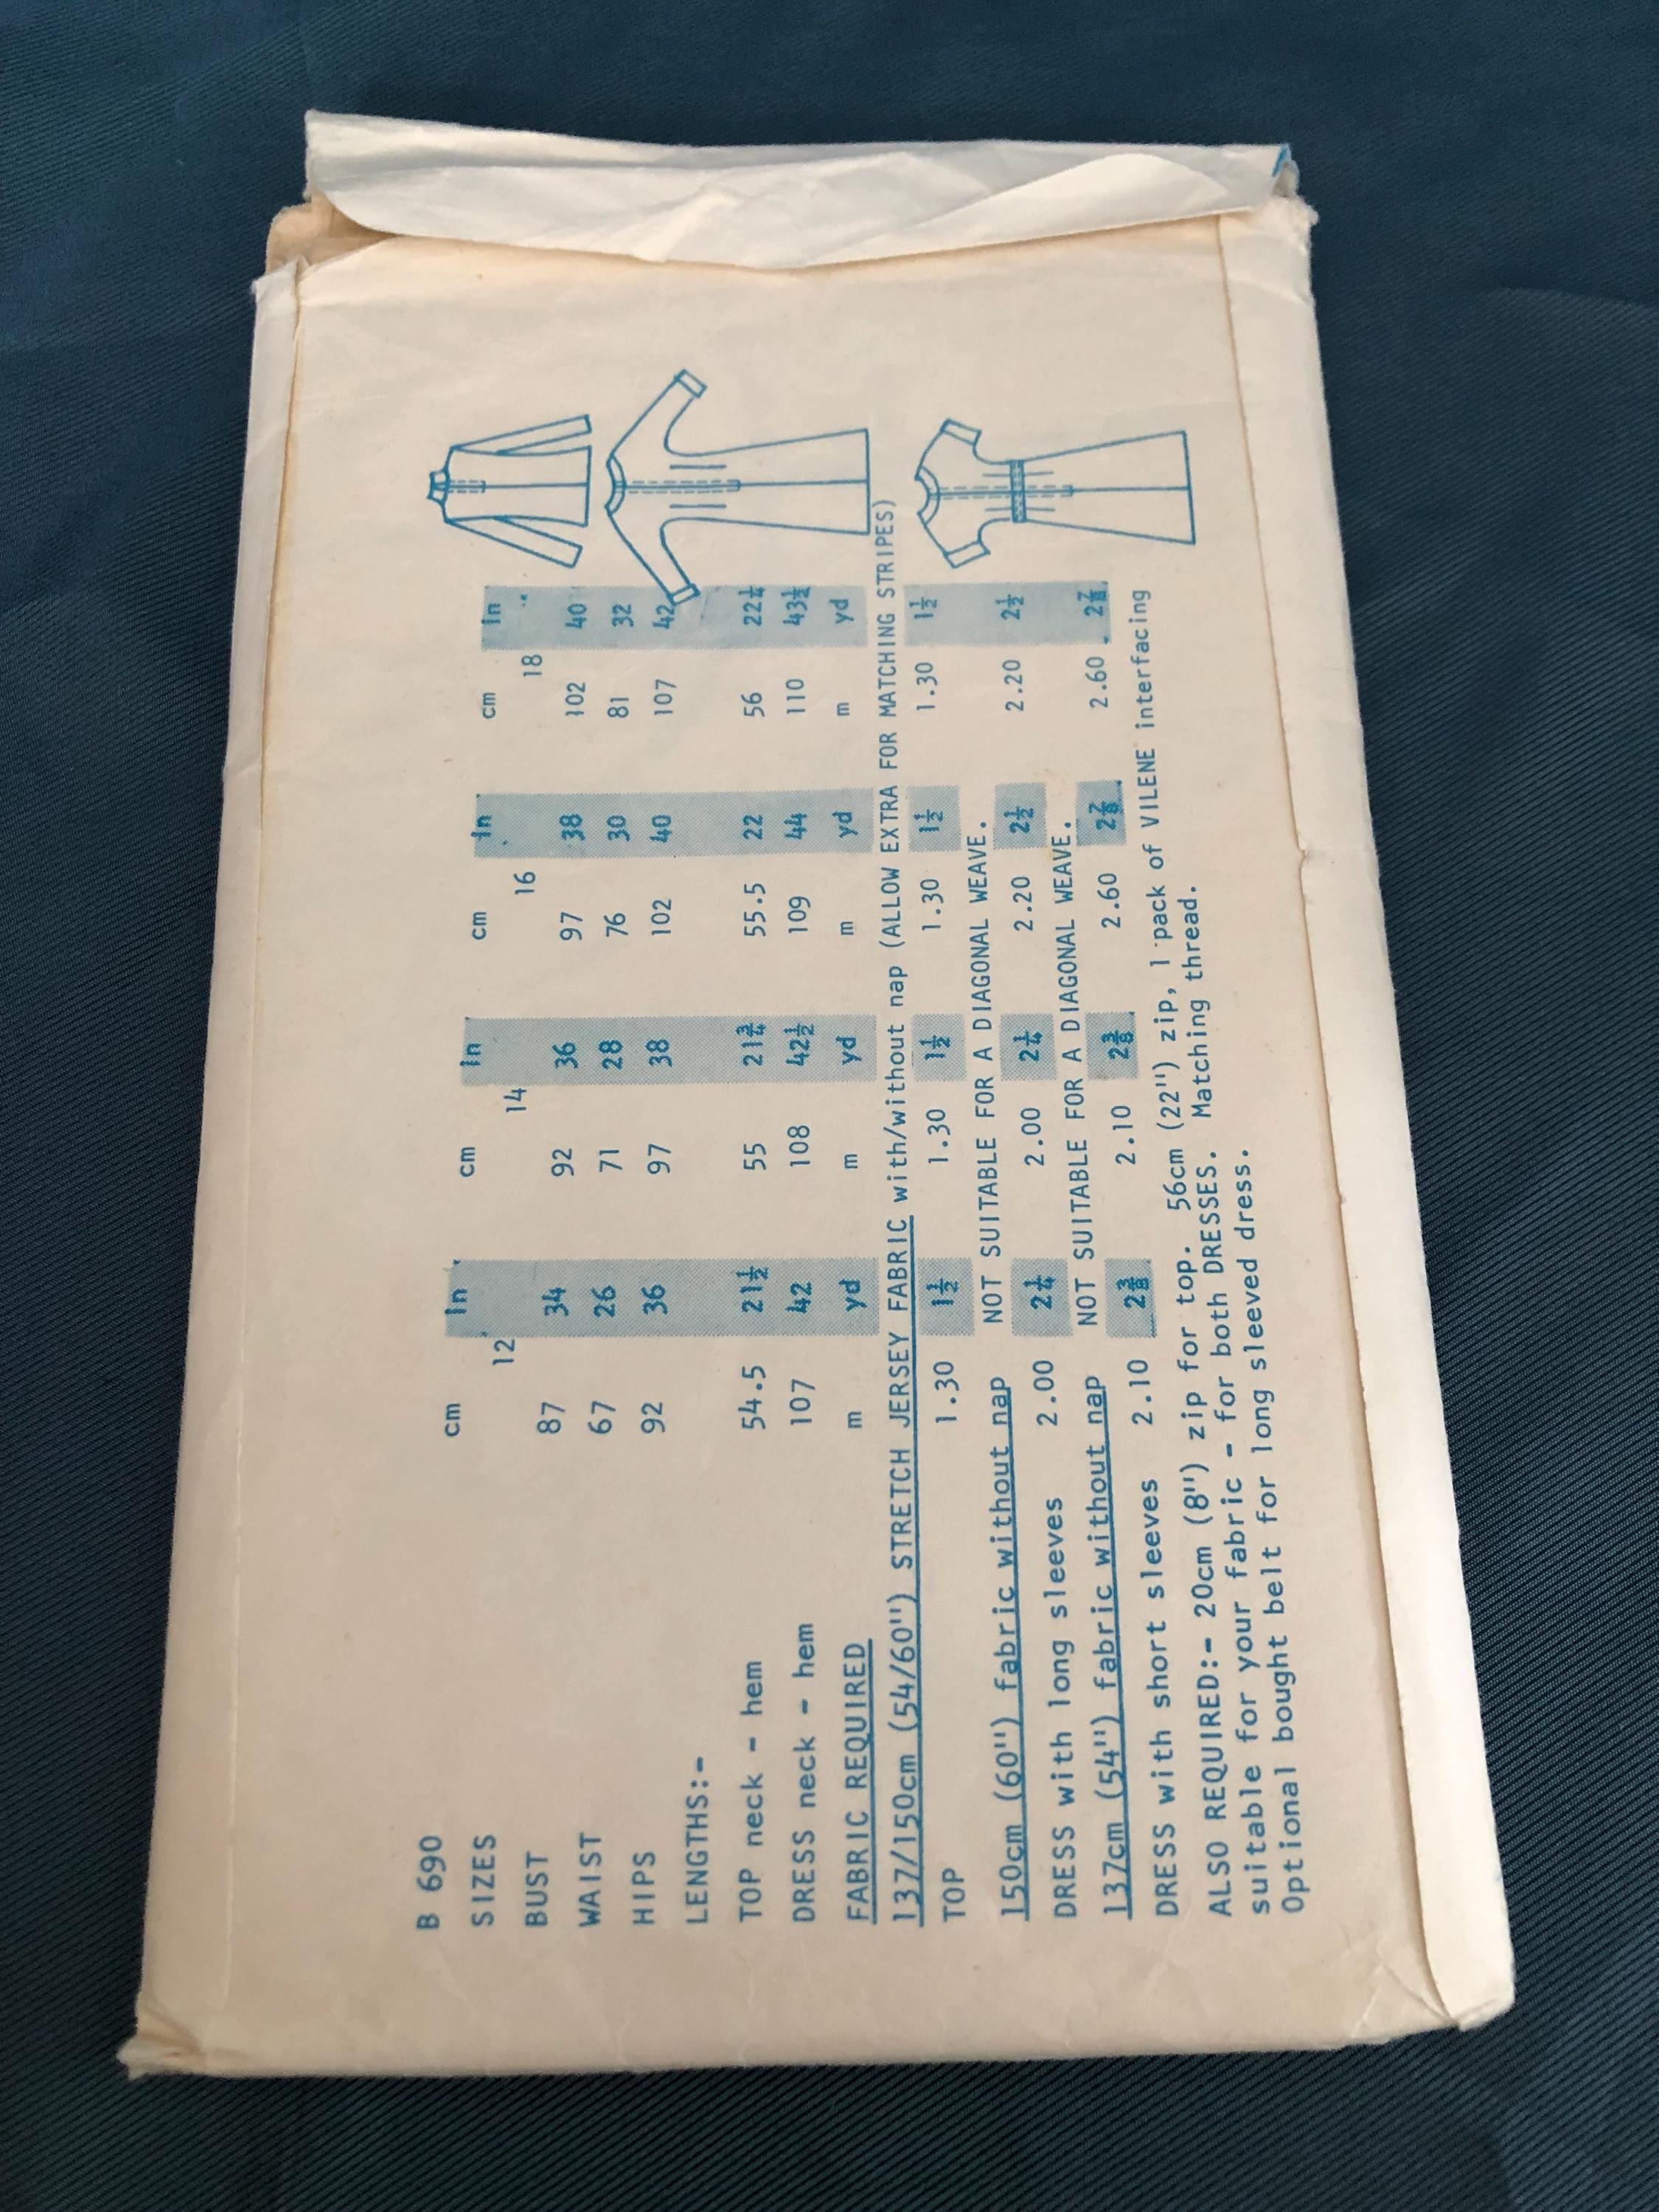 B 690 cm in cm in cm in cm in
SIZES 12 14 16 18
BUST 87 34 92 36 97 38 102 40
WAIST 67 26 71 28 76 30 81 32
HIPS 92 36 97 38 102 40 107 42
LENGTHS:-
TOP neck - hem 54.5 21½ 55 21¾ 55.5 22 56 22¼
DRESS neck - hem 107 42 108 42½ 109 44 110 43½
FABRIC REQUIRED m yd m yd m yd m yd
137/150cm (54/60") STRETCH JERSEY FABRIC with/without nap (ALLOW EXTRA FOR MATCHING STRIPES)
TOP 1.30 1½ 1.30 1½ 1.30 1½ 1.30 1½
150cm (60") fabric without nap NOT SUITABLE FOR A DIAGONAL WEAVE.
DRESS with long sleeves 2.00 2¼ 2.00 2¼ 2.20 2½ 2.20 2½
137cm (54") fabric without nap NOT SUITABLE FOR A DIAGONAL WEAVE.
DRESS with short sleeves 2.10 2⅜ 2.10 2⅜ 2.60 2⅞ 2.60 2⅞
ALSO REQUIRED:- 20cm (8") zip for top. 56cm (22") zip, 1 pack of VILENE interfacing
suitable for your fabric - for both DRESSES. Matching thread.
Optional bought belt for long sleeved dress.